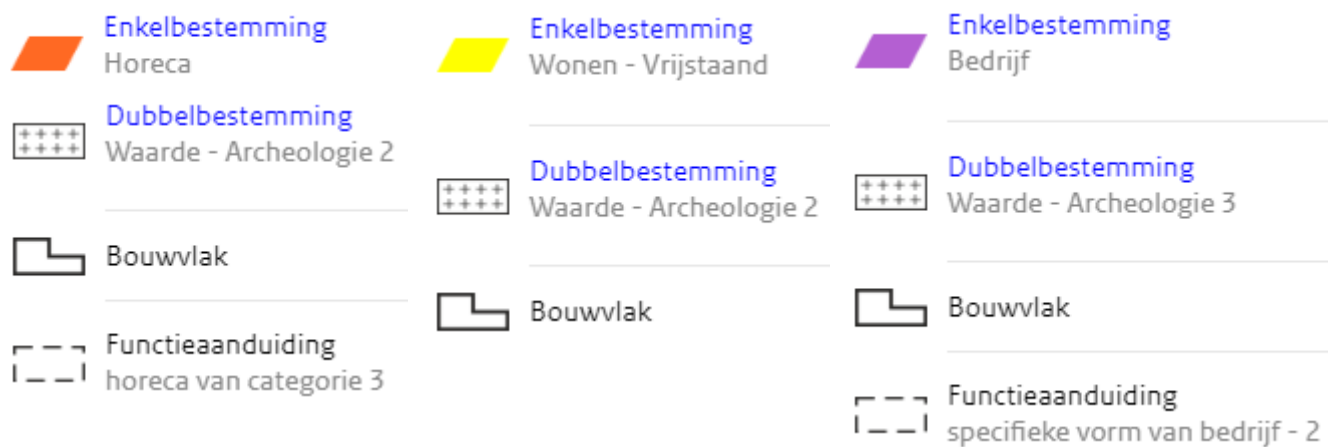 Enkelbestemming
Horeca
Dubbelbestemming
Waarde - Archeologie 2
Bouwvlak
Functieaanduiding
horeca van categorie 3
Enkelbestemming
Wonen - Vrijstaand
Dubbelbestemming
Waarde - Archeologie 2
Bouwvlak
Enkelbestemming
Bedrijf
Dubbelbestemming
Waarde - Archeologie 3
Bouwvlak
Functieaanduiding
specifieke vorm van bedrijf - 2